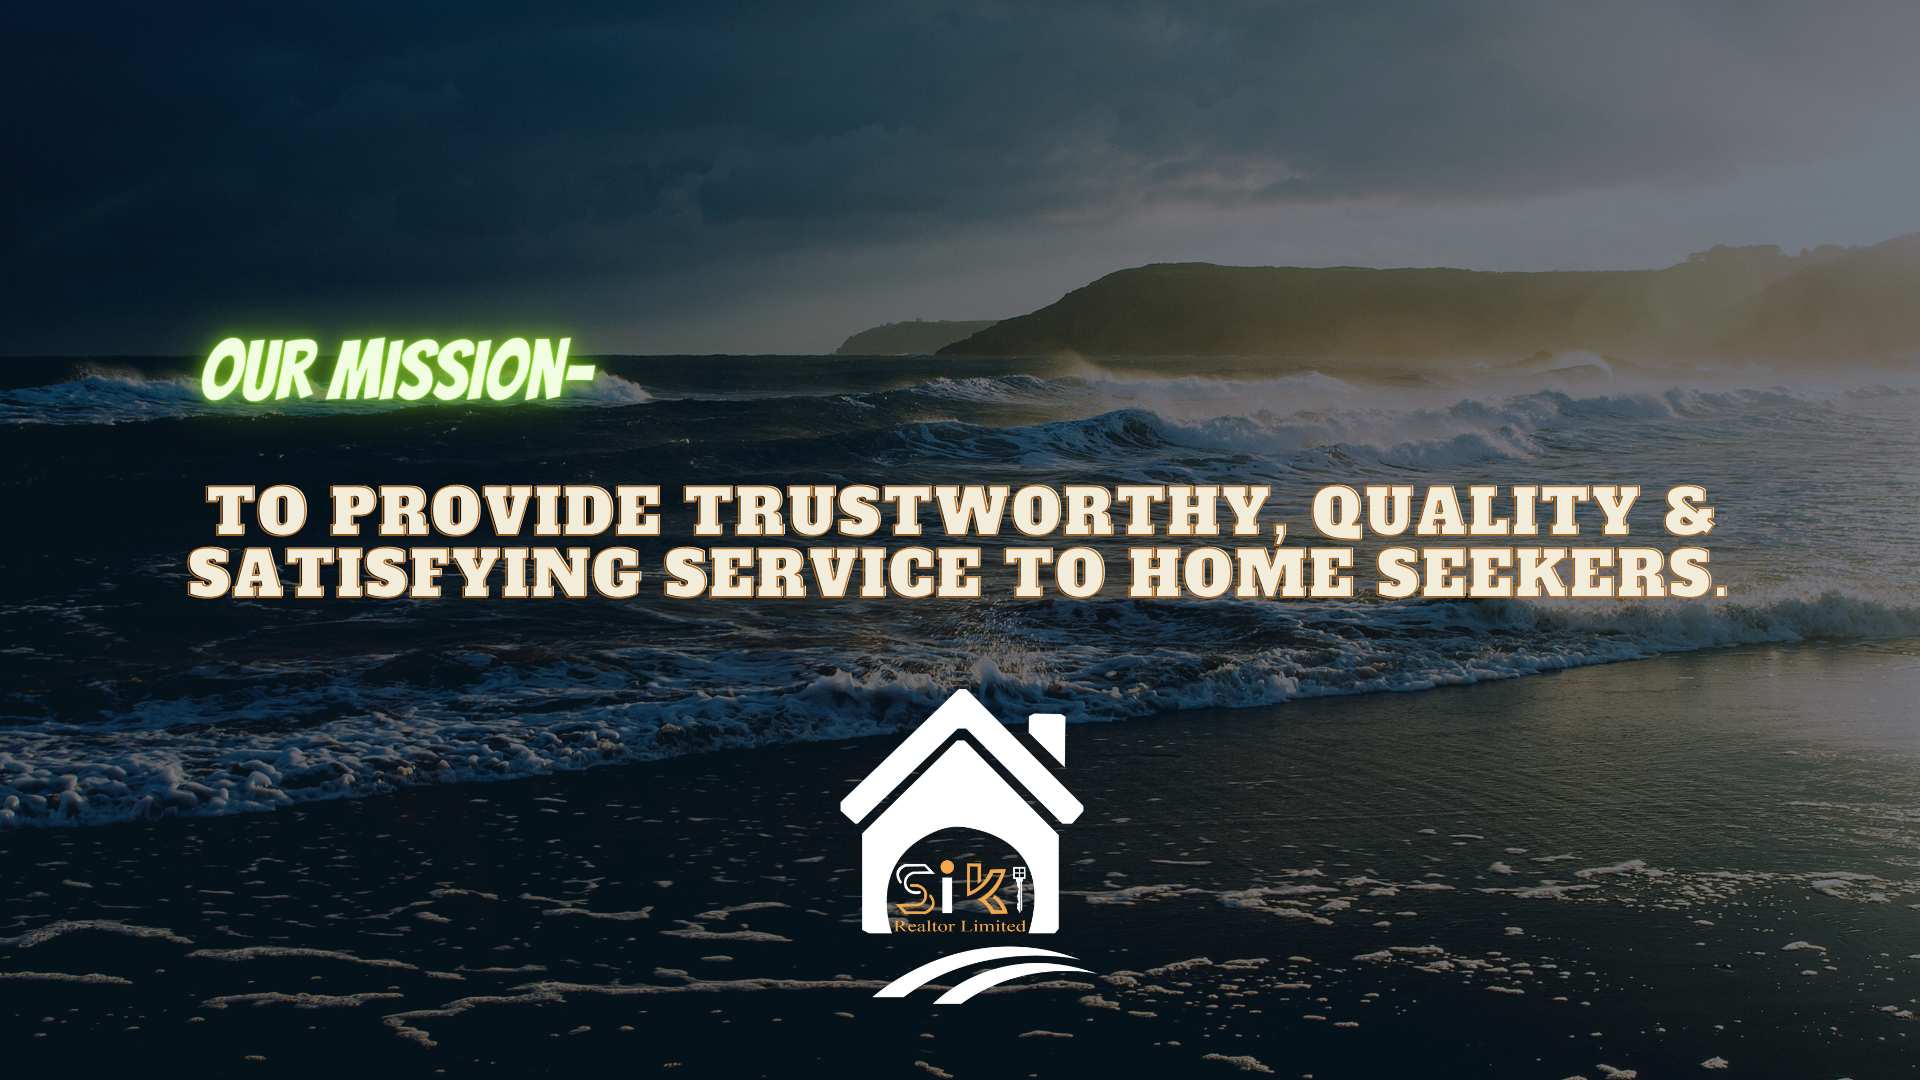 OUR MISSION-
TO PROVIDE TRUSTWORTHY, QUALITY &
SATISFYING SERVICE TO HOME SEEKERS.
SiKi
Realtor Limited